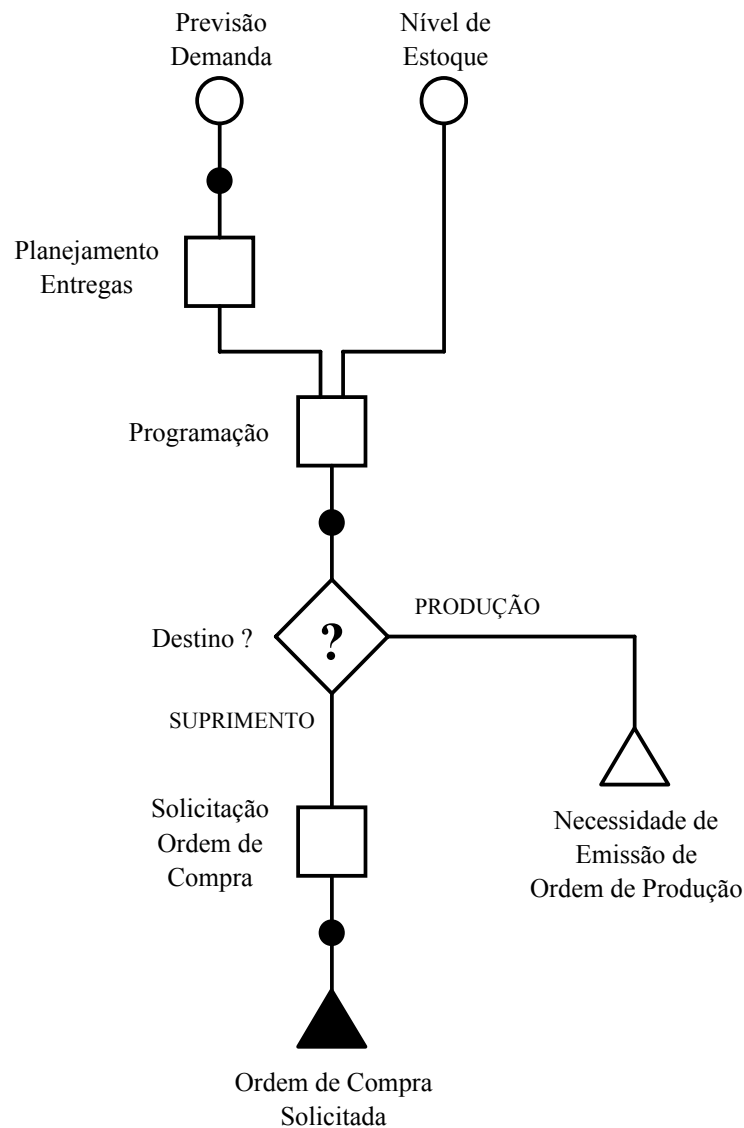 Previsão
Demanda
Nível de
Estoque
Planejamento
Entregas
Programação
PRODUÇÃO
Destino ?
?
SUPRIMENTO
Solicitação
Ordem de
Compra
Necessidade de
Emissão de
Ordem de Produção
Ordem de Compra
Solicitada